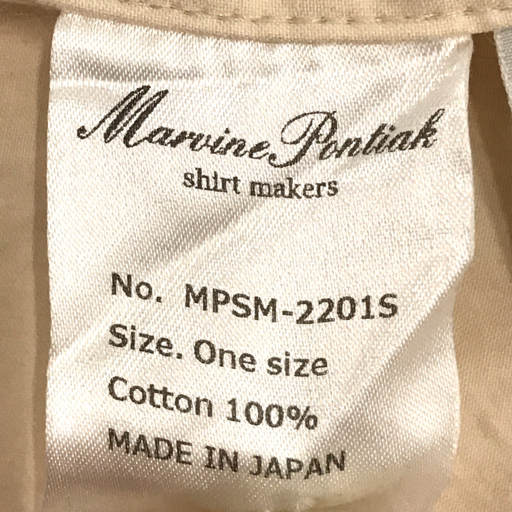 Marvine Pontiak
shirt makers
No. MPSM-2201S
Size. One size
Cotton 100%
MADE IN JAPAN